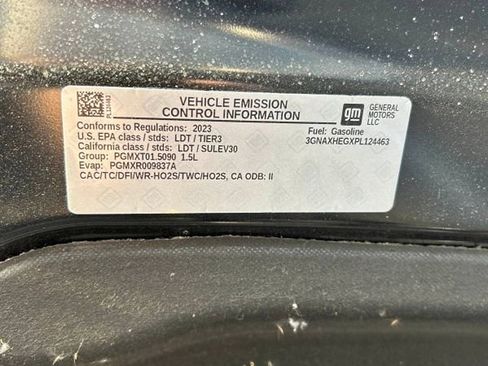 VEHICLE EMISSION
CONTROL INFORMATION
gm
GENERAL
MOTORS
LLC
PL124463
Conforms to Regulations: 2023
U.S. EPA class / stds: LDT / TIER3
California class / stds: LDT / SULEV30
Group: PGMXT01.5090 1.5L
Evap: PGMXR009837A
CAC/TC/DFI/WR-HO2S/TWC/HO2S, CA ODB: II
Fuel: Gasoline
3GNAXHEGXPL124463